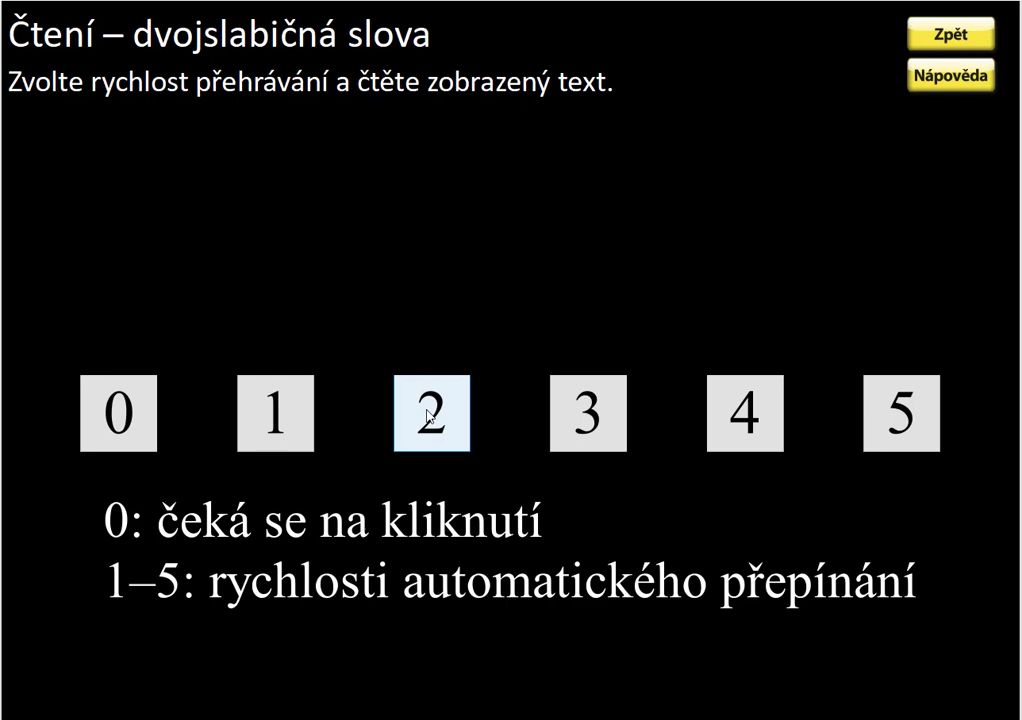 Čtení – dvojslabičná slova
Zpět
Zvolte rychlost přehrávání a čtěte zobrazený text.
Nápověda
0 1 2 3 4 5
0: čeká se na kliknutí
1–5: rychlosti automatického přepínání